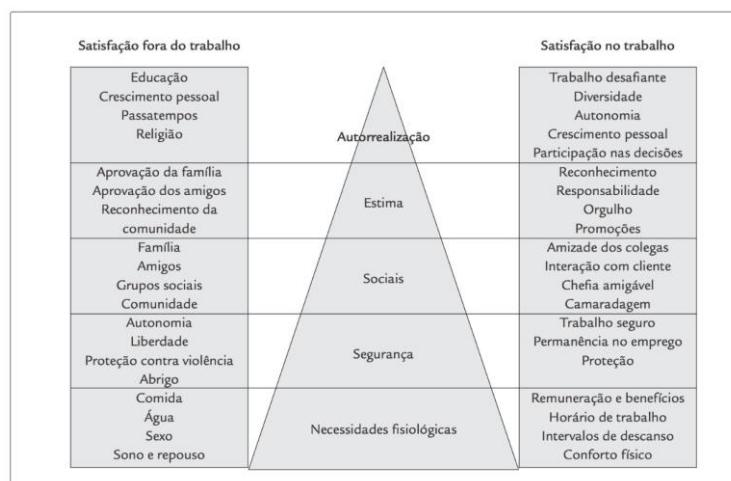 Satisfação fora do trabalho
Satisfação no trabalho
Educação
Crescimento pessoal
Passatempos
Religião
Autorrealização
Trabalho desafiante
Diversidade
Autonomia
Crescimento pessoal
Participação nas decisões
Aprovação da família
Aprovação dos amigos
Reconhecimento da
comunidade
Estima
Reconhecimento
Responsabilidade
Orgulho
Promoções
Família
Amigos
Grupos sociais
Comunidade
Sociais
Amizade dos colegas
Interação com cliente
Chefia amigável
Camaradagem
Autonomia
Liberdade
Proteção contra violência
Abrigo
Segurança
Trabalho seguro
Permanência no emprego
Proteção
Comida
Água
Sexo
Sono e repouso
Necessidades fisiológicas
Remuneração e benefícios
Horário de trabalho
Intervalos de descanso
Conforto físico